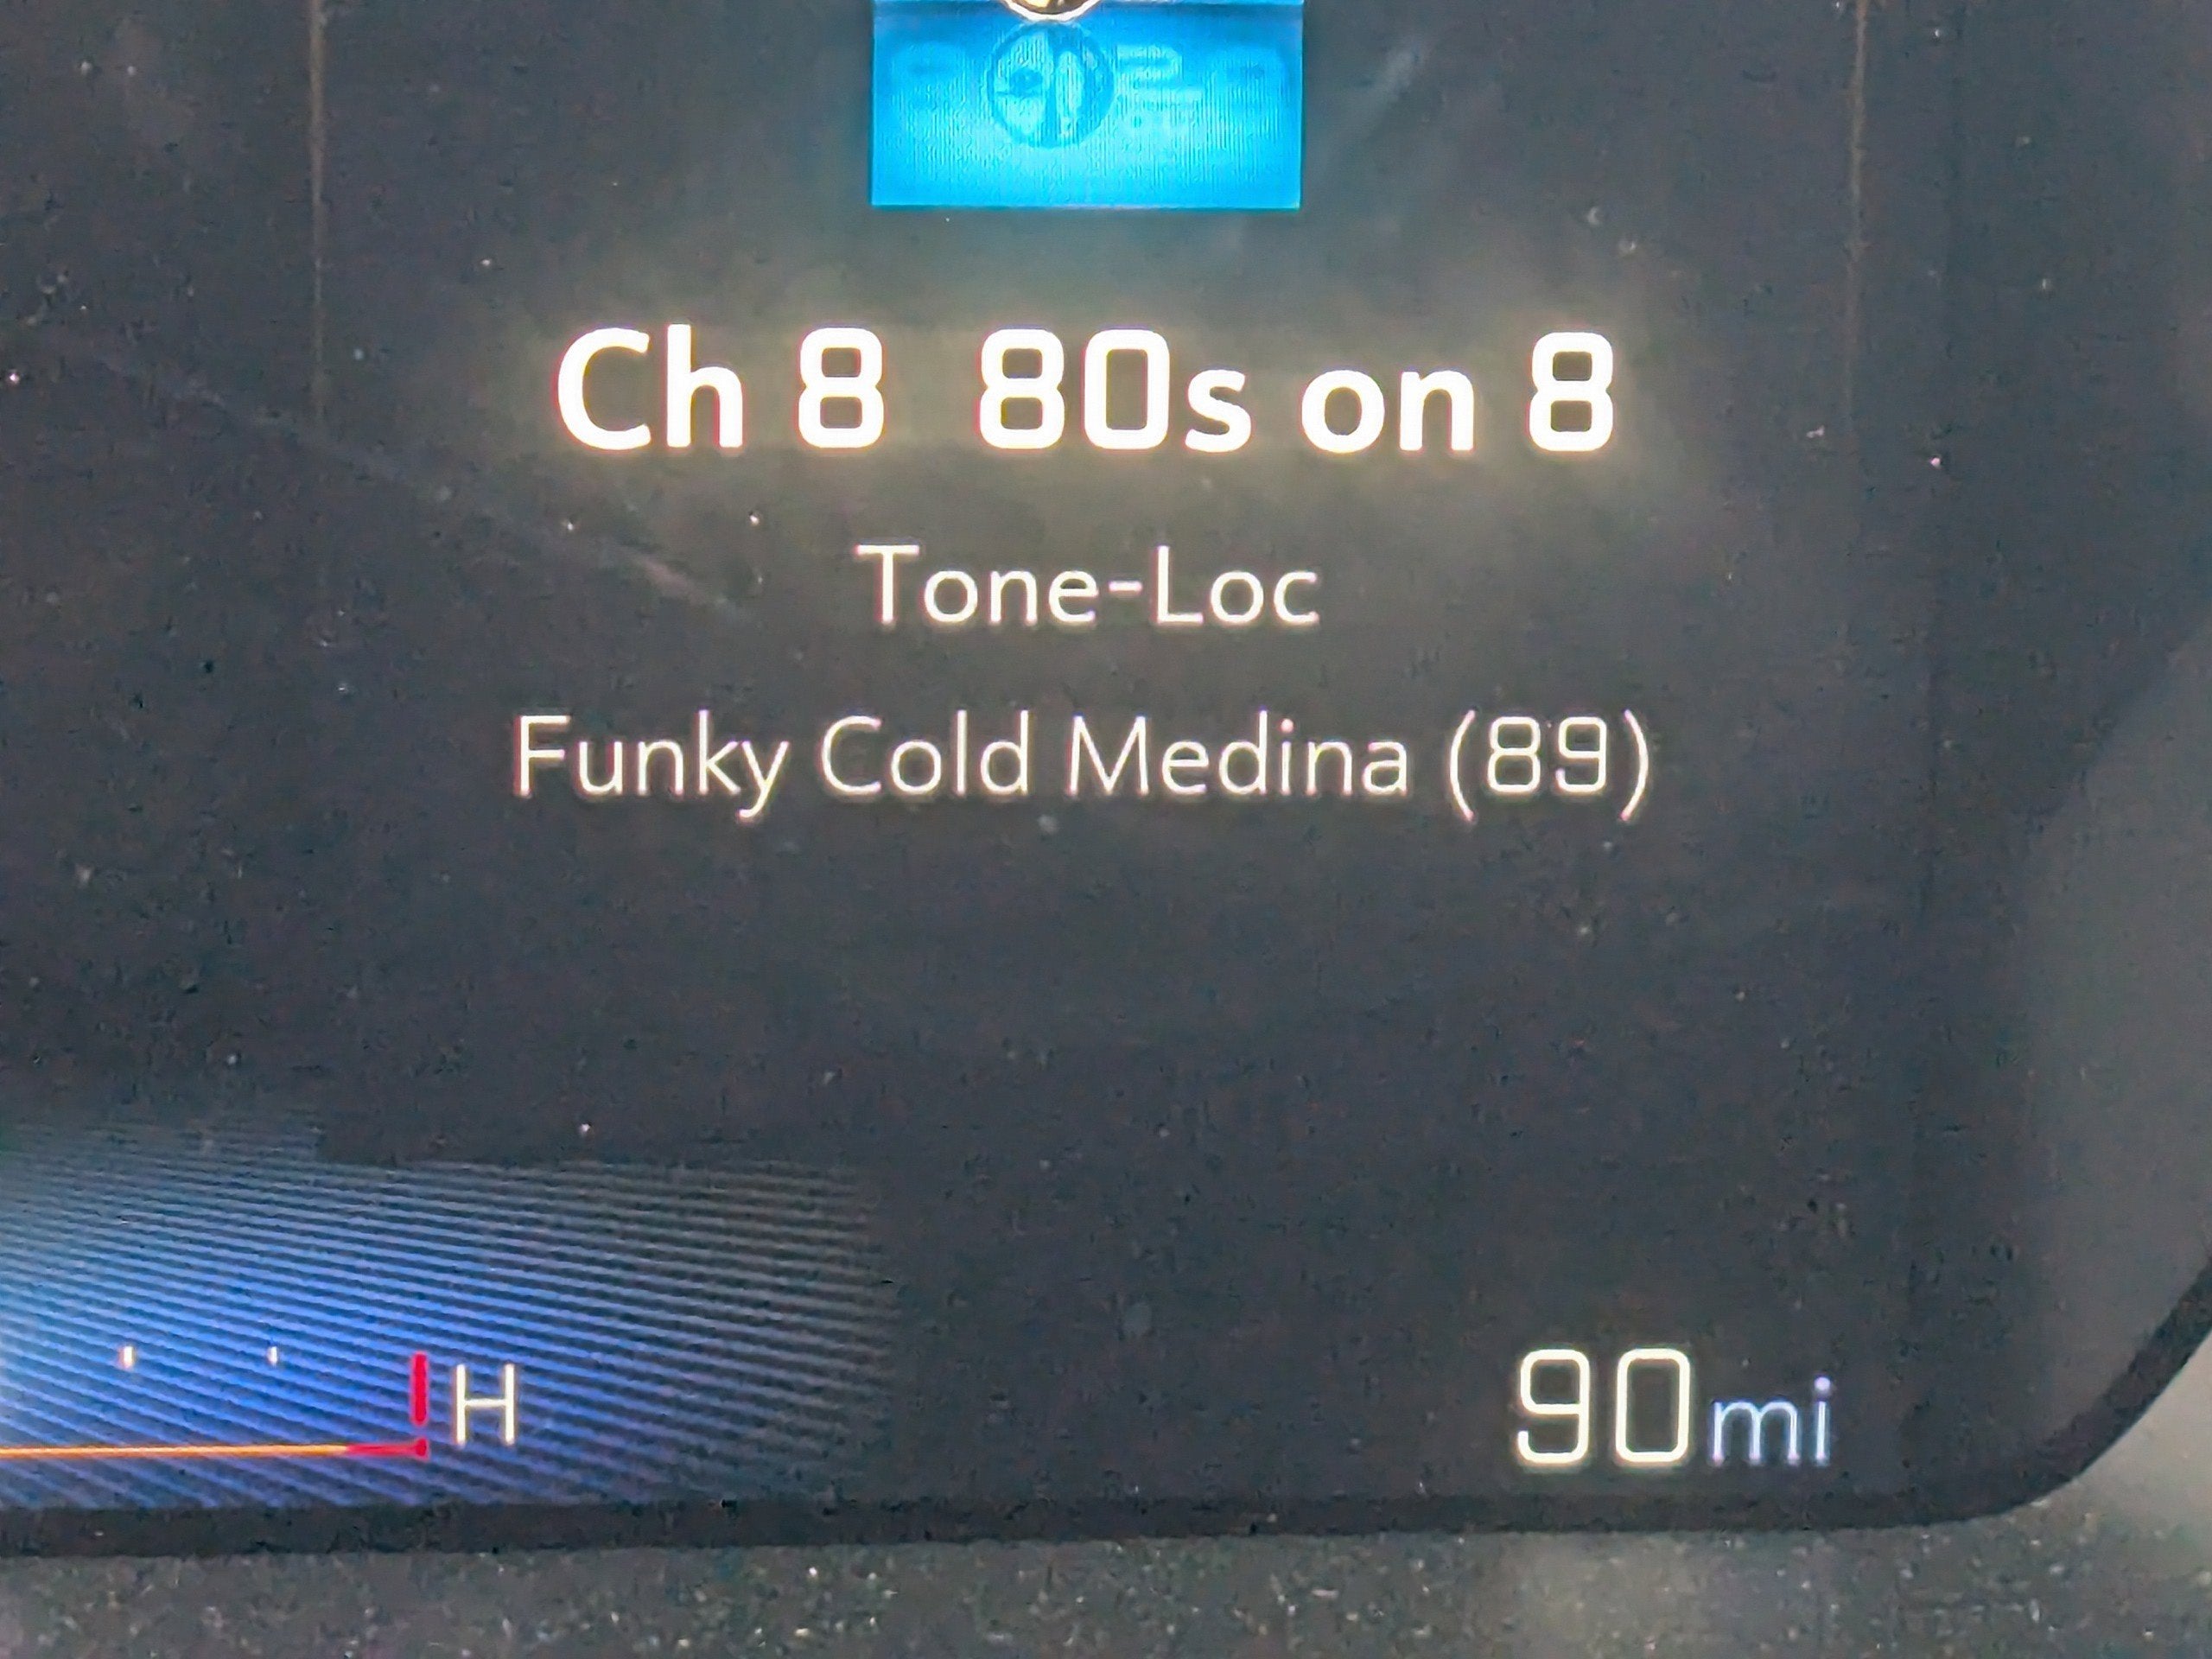 Ch 8 80s on 8
Tone-Loc
Funky Cold Medina (89)
H
90mi